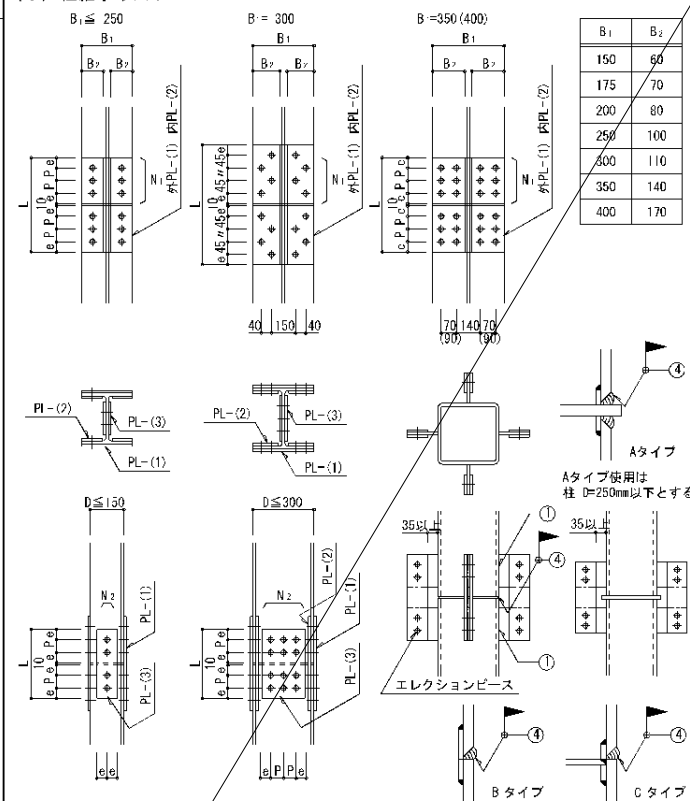 B₁≦ 250
B = 300
B =350(400)
B₁
B₂ B₂
B₁
B₂ B₂
B₁
B₂ B₂
B₁ B₂
150 60
175 70
200 80
250 100
300 110
350 140
400 170
L
e P P e 10 e P P e
N₁
外PL-(1) 内PL-(2)
L
e 45 〃 45 e 10 e 45 〃 45 e
N₁
外PL-(1) 内PL-(2)
L
N₁
外PL-(1) 内PL-(2)
40 150 40
70 140 70
(90) (90)
PL-(2)
PL-(3)
PL-(1)
PL-(2)
PL-(3)
PL-(1)
④
Aタイプ
Aタイプ使用は
柱 D=250mm以下とする
D≦150
D≦300
N₂
PL-(1)
PL-(3)
L
e P e 10 e P e
e e
N₂
PL-(2)
PL-(1)
PL-(3)
L
e P e 10 e P e
e P P e
35以上
①
④
①
エレクションピース
35以上
④
Bタイプ
④
Cタイプ